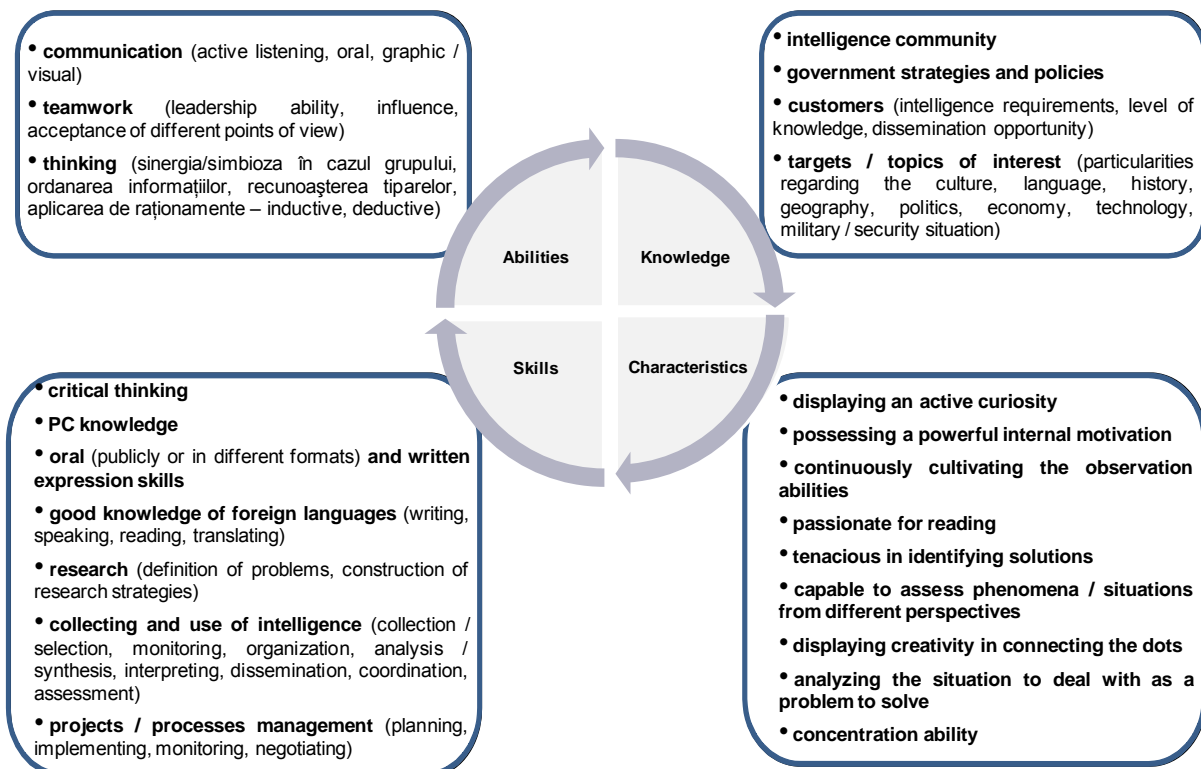 • communication (active listening, oral, graphic /
visual)
• teamwork (leadership ability, influence,
acceptance of different points of view)
• thinking (sinergia/simbioza în cazul grupului,
ordanarea informațiilor, recunoaşterea tiparelor,
aplicarea de raționamente – inductive, deductive)
• intelligence community
• government strategies and policies
• customers (intelligence requirements, level of
knowledge, dissemination opportunity)
• targets / topics of interest (particularities
regarding the culture, language, history,
geography, politics, economy, technology,
military / security situation)
Abilities
Knowledge
Skills
Characteristics
• critical thinking
• PC knowledge
• oral (publicly or in different formats) and written
expression skills
• good knowledge of foreign languages (writing,
speaking, reading, translating)
• research (definition of problems, construction of
research strategies)
• collecting and use of intelligence (collection /
selection, monitoring, organization, analysis /
synthesis, interpreting, dissemination, coordination,
assessment)
• projects / processes management (planning,
implementing, monitoring, negotiating)
• displaying an active curiosity
• possessing a powerful internal motivation
• continuously cultivating the observation
abilities
• passionate for reading
• tenacious in identifying solutions
• capable to assess phenomena / situations
from different perspectives
• displaying creativity in connecting the dots
• analyzing the situation to deal with as a
problem to solve
• concentration ability